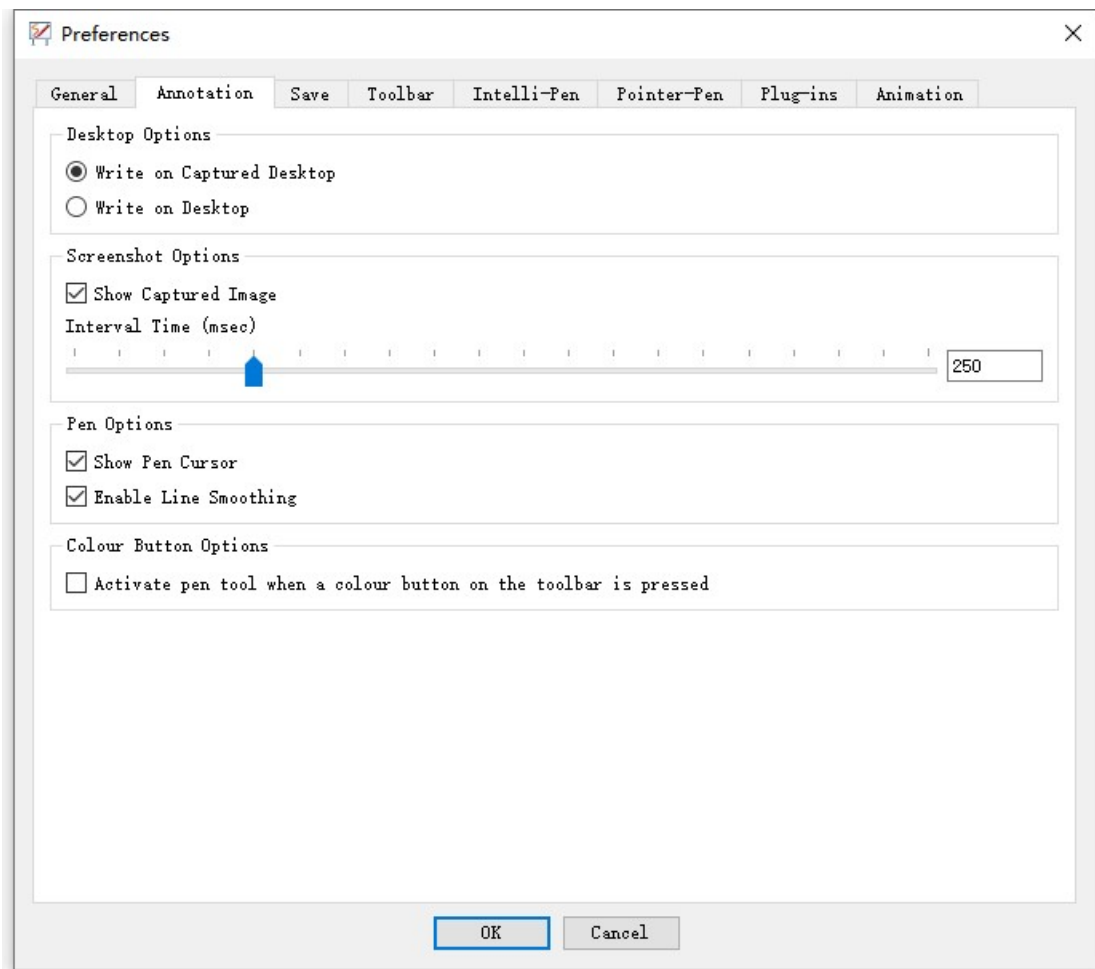 Preferences
General Annotation Save Toolbar Intelli-Pen Pointer-Pen Plug-ins Animation
Desktop Options
Write on Captured Desktop
Write on Desktop
Screenshot Options
Show Captured Image
Interval Time (msec)
250
Pen Options
Show Pen Cursor
Enable Line Smoothing
Colour Button Options
Activate pen tool when a colour button on the toolbar is pressed
OK Cancel